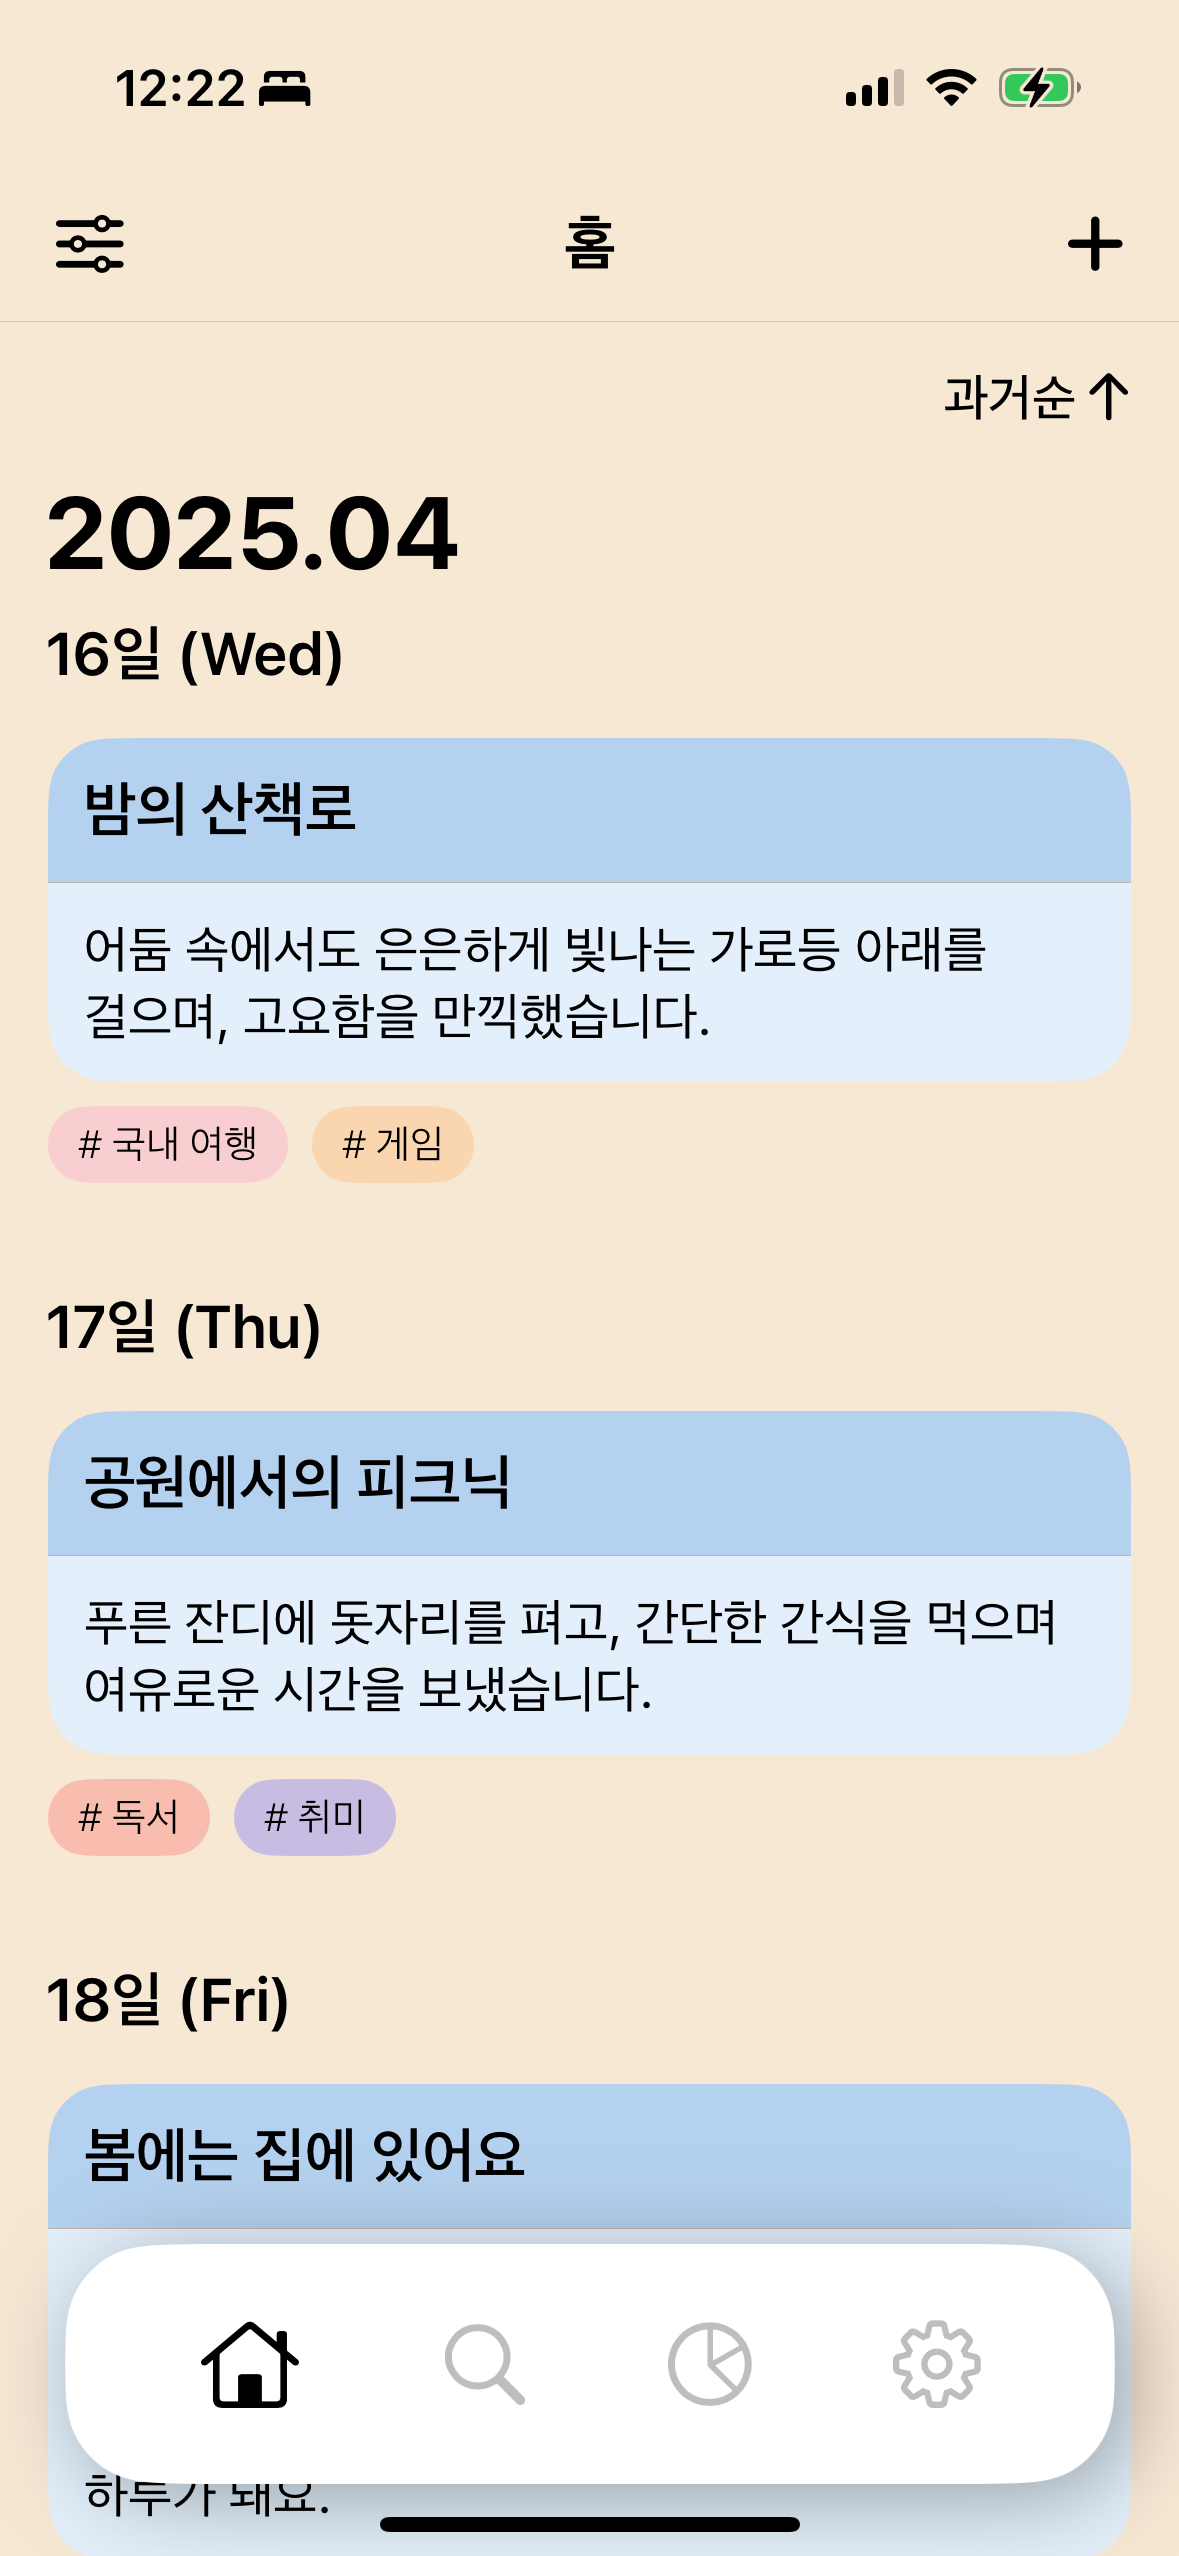 12:22
홈
과거순
2025.04
16일 (Wed)
밤의 산책로
어둠 속에서도 은은하게 빛나는 가로등 아래를
걸으며, 고요함을 만끽했습니다.
# 국내 여행 # 게임
17일 (Thu)
공원에서의 피크닉
푸른 잔디에 돗자리를 펴고, 간단한 간식을 먹으며
여유로운 시간을 보냈습니다.
# 독서 # 취미
18일 (Fri)
봄에는 집에 있어요
하루가 돼요.